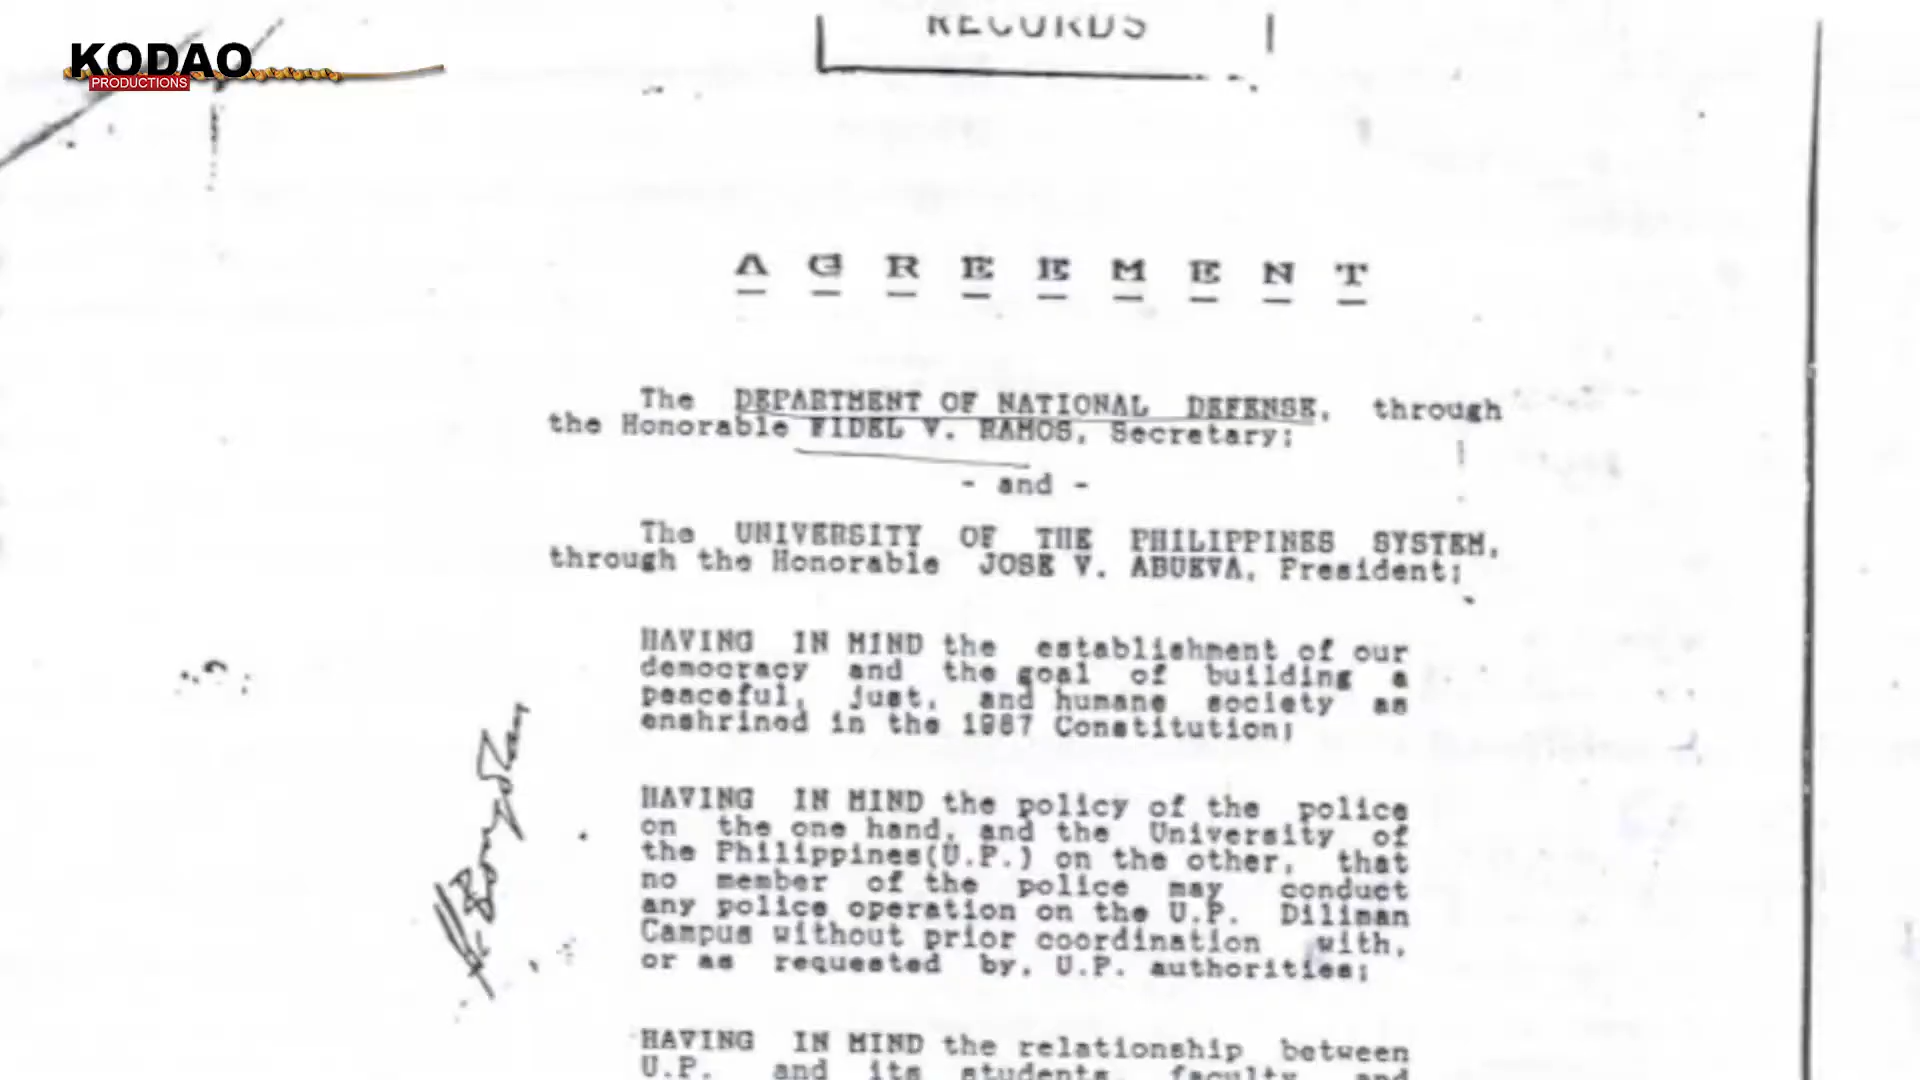 KODAO
PRODUCTIONS
RECORDS
A G R E E M E N T
The DEPARTMENT OF NATIONAL DEFENSE, through
the Honorable FIDEL V. RAMOS, Secretary;
- and -
The UNIVERSITY OF THE PHILIPPINES SYSTEM,
through the Honorable JOSE V. ABUEVA, President;
HAVING IN MIND the establishment of our
democracy and the goal of building a
peaceful, just, and humane society as
enshrined in the 1987 Constitution;
HAVING IN MIND the policy of the police
on the one hand, and the University of
the Philippines(U.P.) on the other, that
no member of the police may conduct
any police operation on the U.P. Diliman
Campus without prior coordination with,
or as requested by, U.P. authorities;
HAVING IN MIND the relationship between
U.P. and its students, faculty and